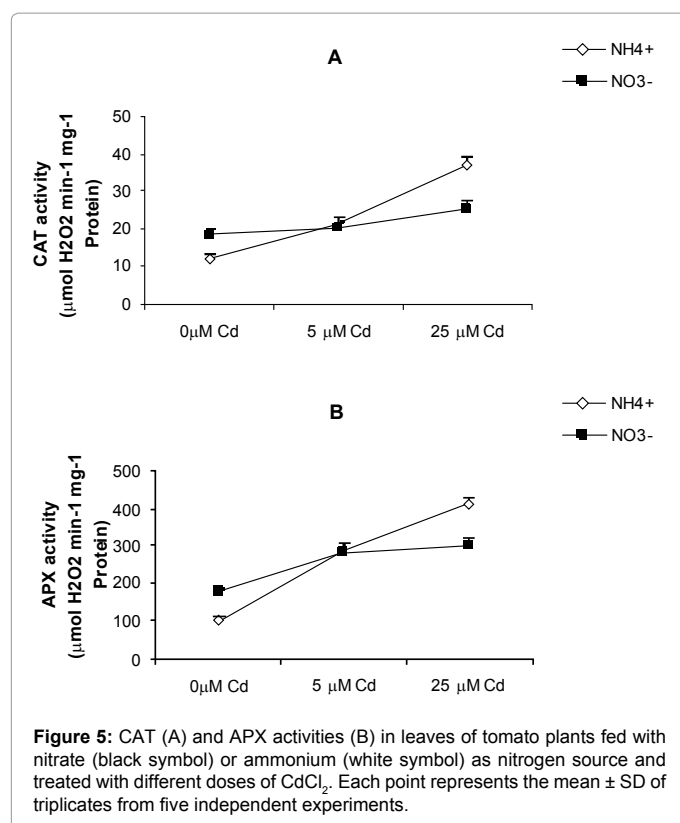 A
NH4+
NO3-
50
40
30
20
10
0
CAT activity
(μmol H2O2 min-1 mg-1
Protein)
0μM Cd
5 μM Cd
25 μM Cd
B
NH4+
NO3-
500
400
300
200
100
0
APX activity
(μmol H2O2 min-1 mg-1
Protein)
0μM Cd
5 μM Cd
25 μM Cd
Figure 5: CAT (A) and APX activities (B) in leaves of tomato plants fed with
nitrate (black symbol) or ammonium (white symbol) as nitrogen source and
treated with different doses of CdCl₂. Each point represents the mean ± SD of
triplicates from five independent experiments.